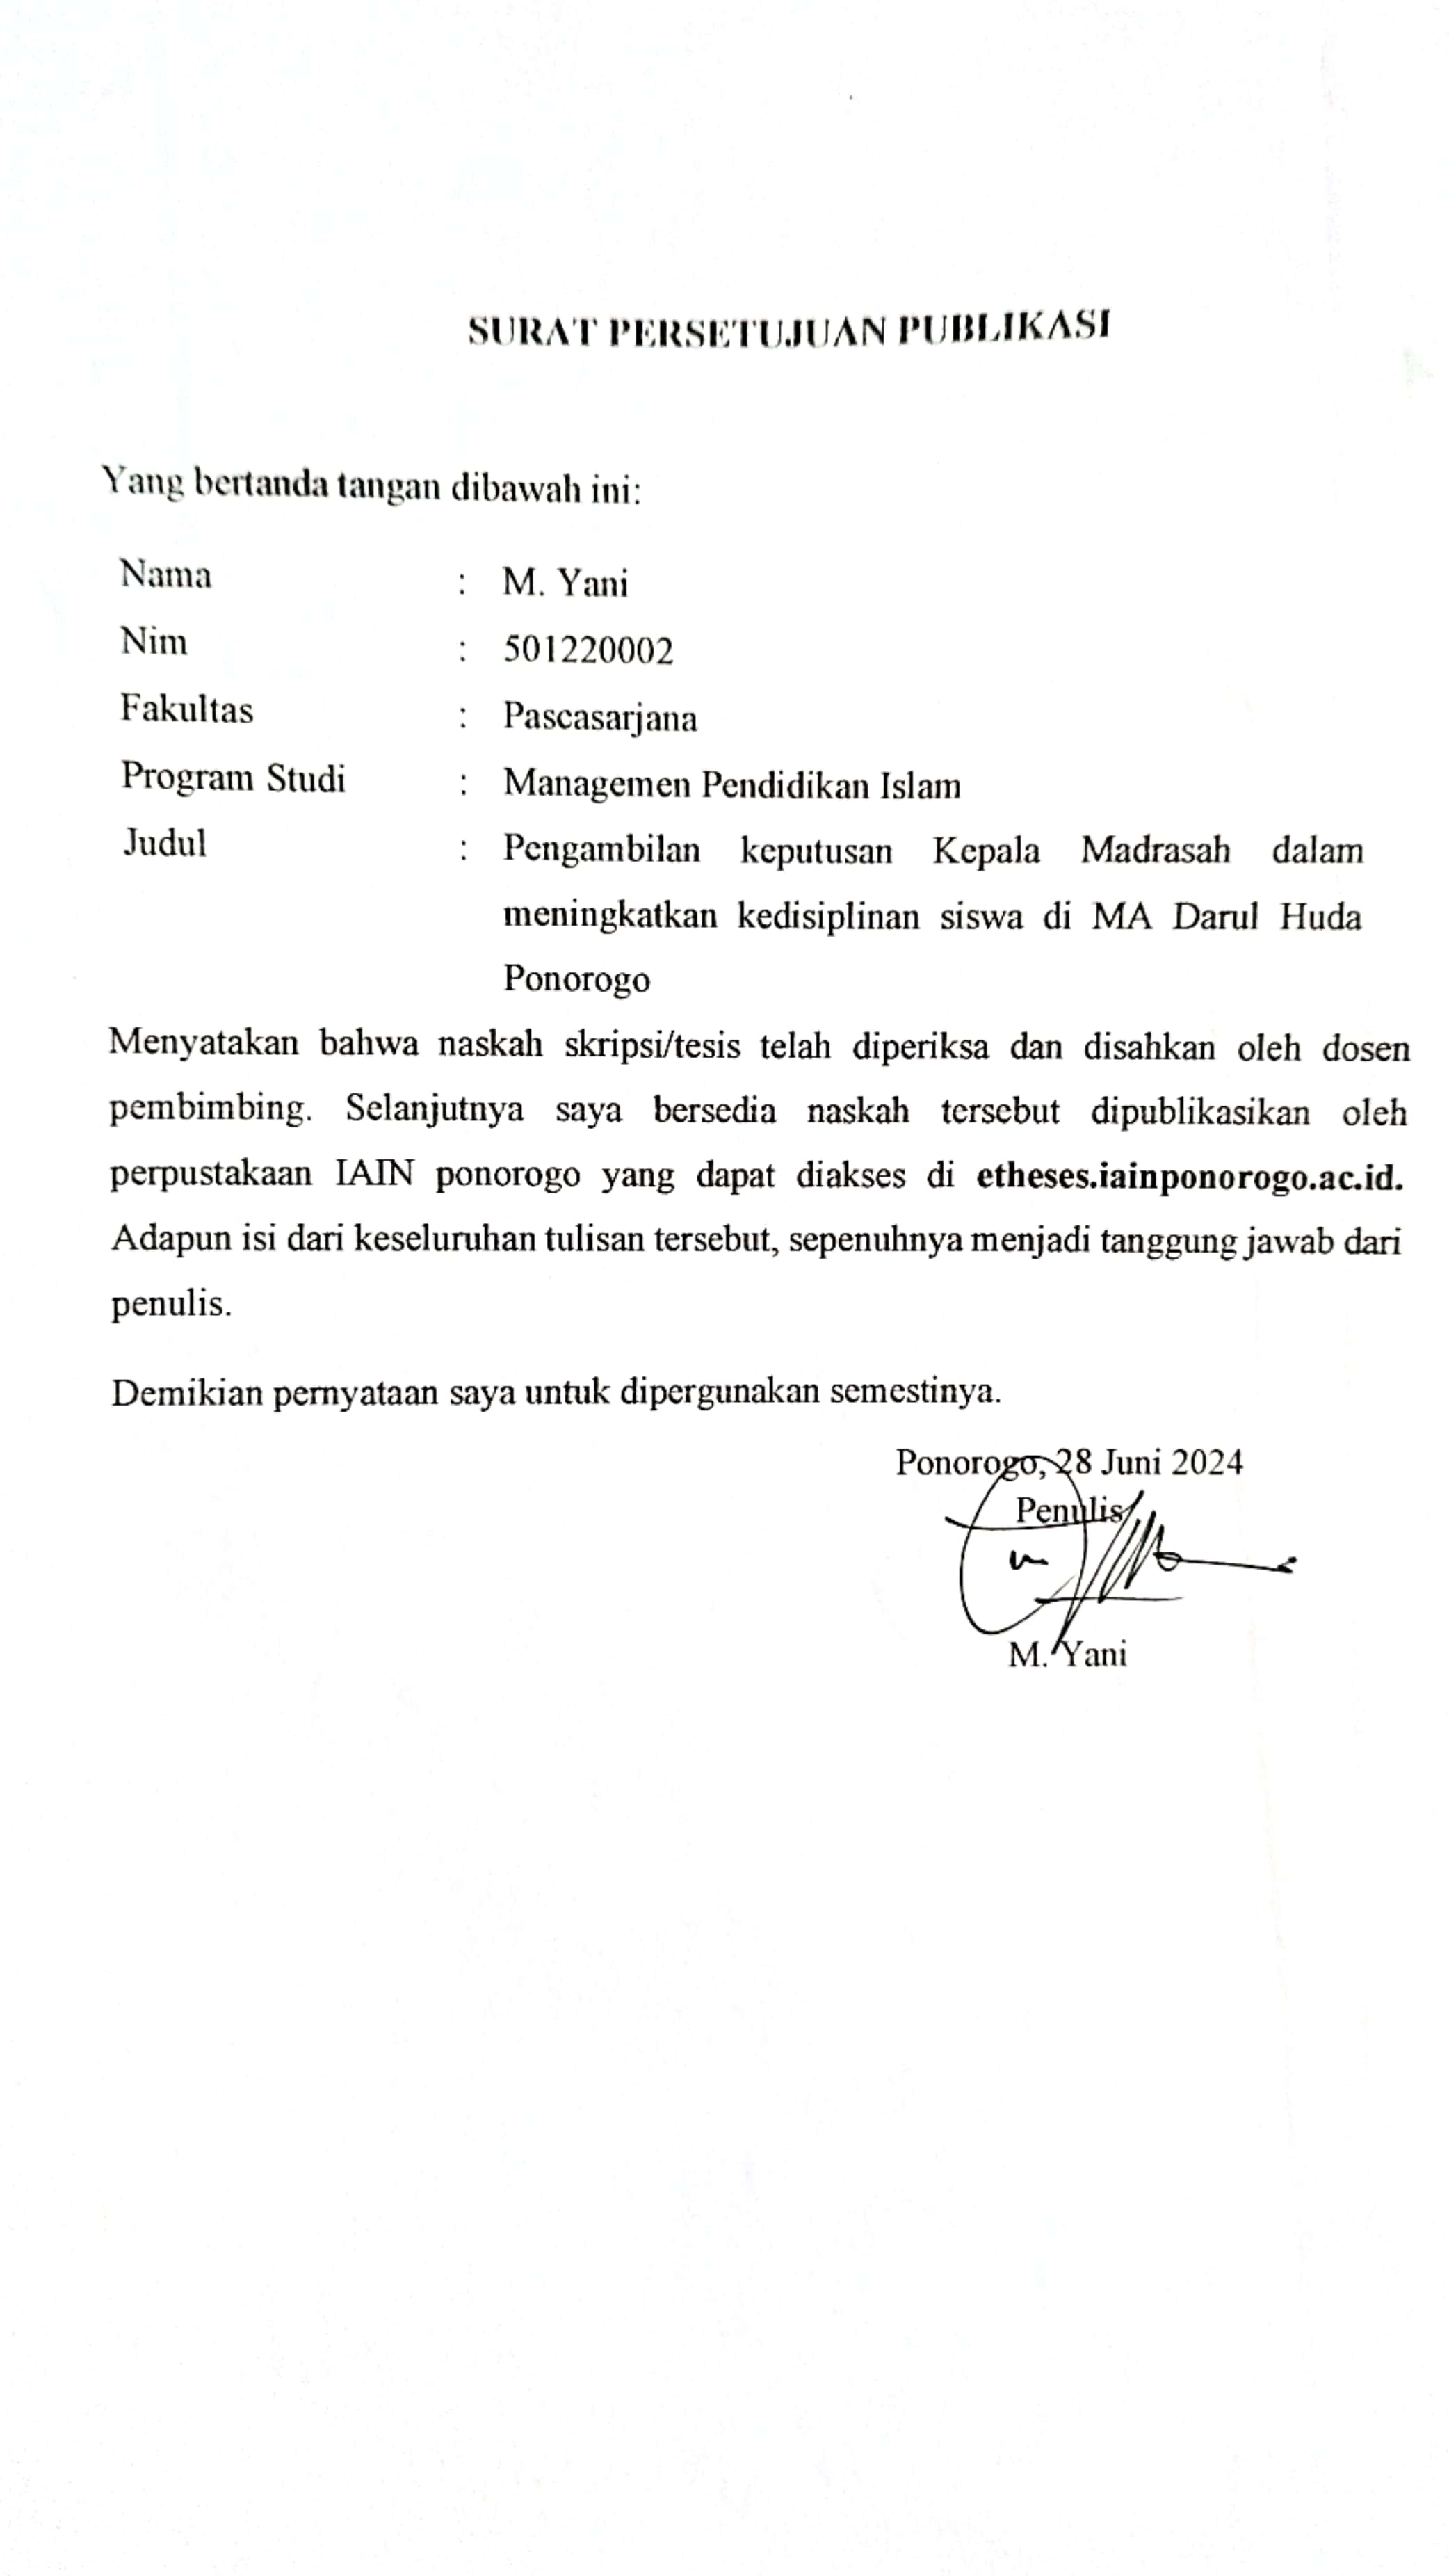 SURAT PERSETUJUAN PUBLIKASI
Yang bertanda tangan dibawah ini:
Nama : M. Yani
Nim : 501220002
Fakultas : Pascasarjana
Program Studi : Managemen Pendidikan Islam
Judul : Pengambilan keputusan Kepala Madrasah dalam
meningkatkan kedisiplinan siswa di MA Darul Huda
Ponorogo
Menyatakan bahwa naskah skripsi/tesis telah diperiksa dan disahkan oleh dosen
pembimbing. Selanjutnya saya bersedia naskah tersebut dipublikasikan oleh
perpustakaan IAIN ponorogo yang dapat diakses di etheses.iainponorogo.ac.id.
Adapun isi dari keseluruhan tulisan tersebut, sepenuhnya menjadi tanggung jawab dari
penulis.
Demikian pernyataan saya untuk dipergunakan semestinya.
Ponorogo, 28 Juni 2024
Penulis
M. Yani